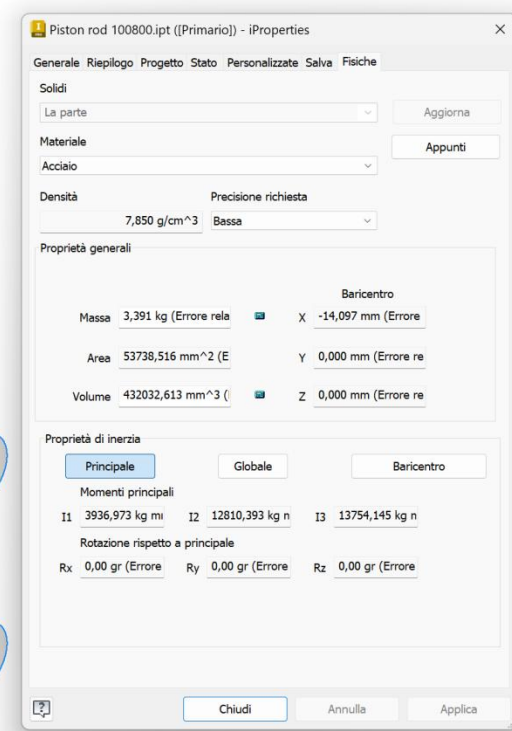 Piston rod 100800.ipt ([Primario]) - iProperties
Generale Riepilogo Progetto Stato Personalizzate Salva Fisiche
Solidi
La parte Aggiorna
Materiale Appunti
Acciaio
Densità Precisione richiesta
7,850 g/cm^3 Bassa
Proprietà generali
Baricentro
Massa 3,391 kg (Errore rela X -14,097 mm (Errore
Area 53738,516 mm^2 (E Y 0,000 mm (Errore re
Volume 432032,613 mm^3 ( Z 0,000 mm (Errore re
Proprietà di inerzia
Principale Globale Baricentro
Momenti principali
I1 3936,973 kg m I2 12810,393 kg n I3 13754,145 kg n
Rotazione rispetto a principale
Rx 0,00 gr (Errore Ry 0,00 gr (Errore Rz 0,00 gr (Errore
Chiudi Annulla Applica